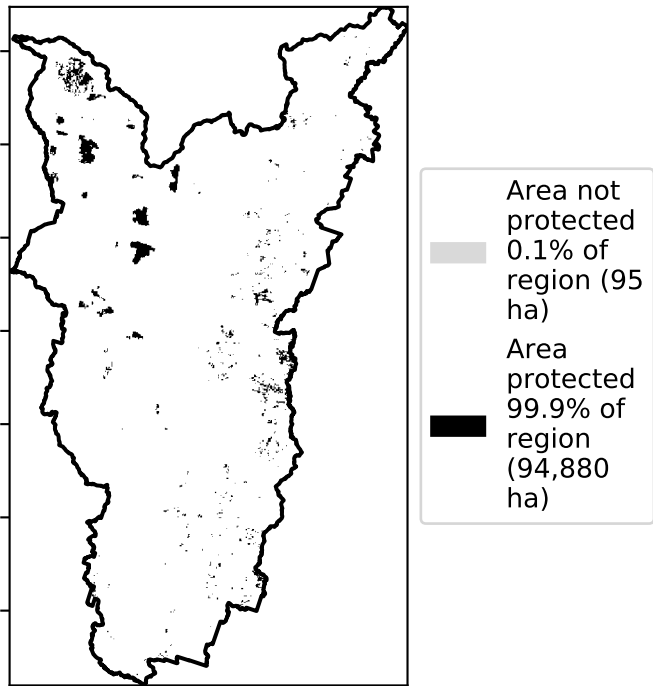 Area not
protected
0.1% of
region (95
ha)
Area
protected
99.9% of
region
(94,880
ha)